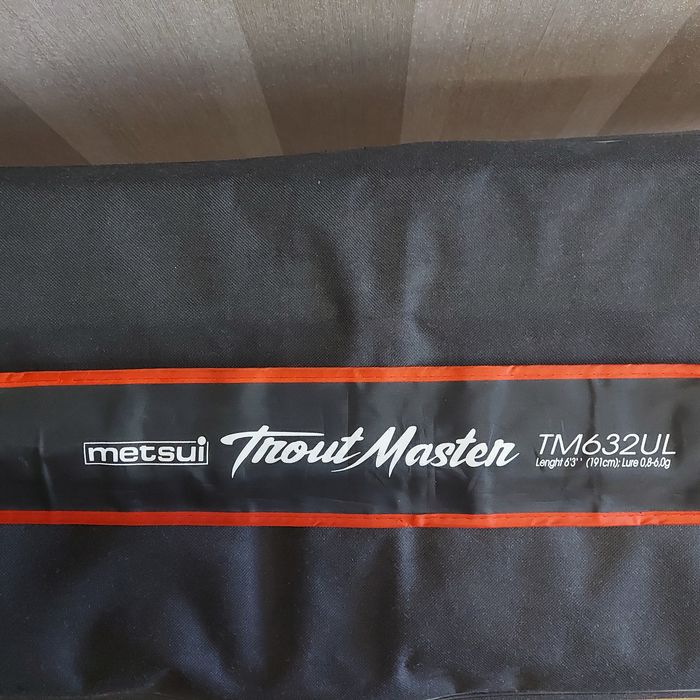 metsui Trout Master TM632UL
Lenght 6'3'' (191cm); Lure 0,8-6,0g